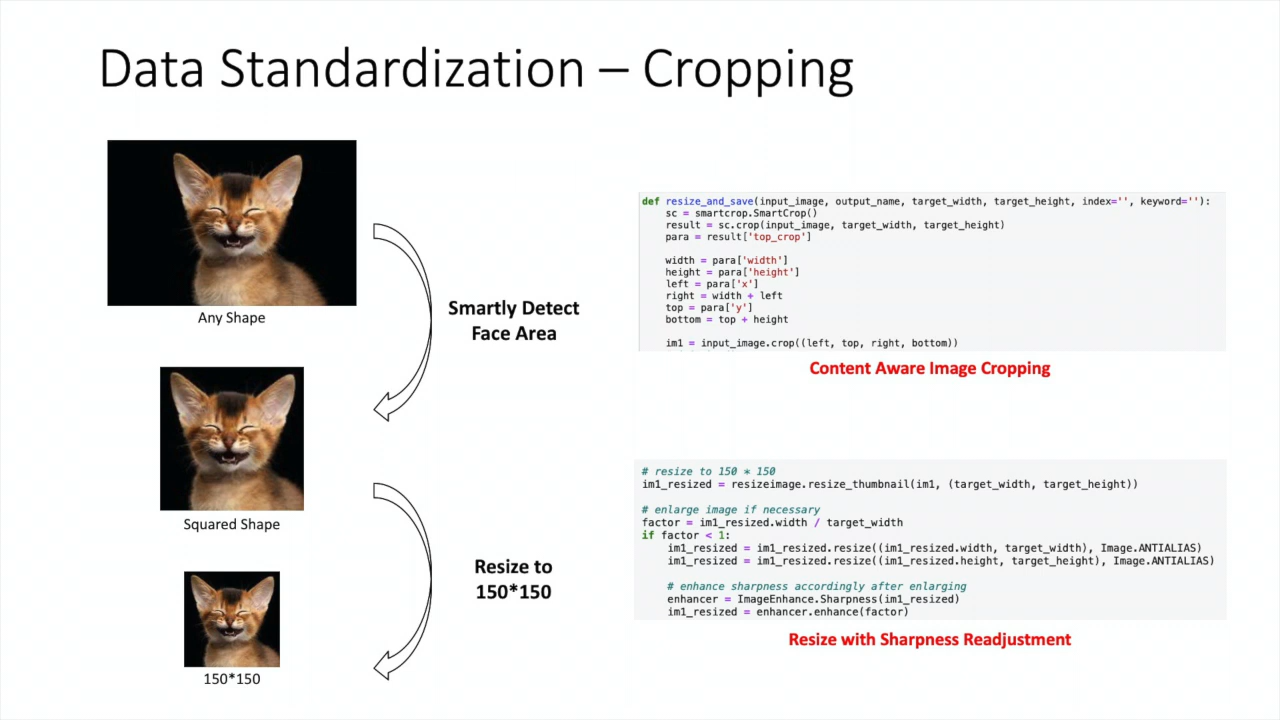 Data Standardization – Cropping
Any Shape
Smartly Detect
Face Area
Squared Shape
Resize to
150*150
150*150
def resize_and_save(input_image, output_name, target_width, target_height, index='', keyword=''):
    sc = smartcrop.SmartCrop()
    result = sc.crop(input_image, target_width, target_height)
    para = result['top_crop']
    width = para['width']
    height = para['height']
    left = para['x']
    right = width + left
    top = para['y']
    bottom = top + height
    im1 = input_image.crop((left, top, right, bottom))
Content Aware Image Cropping
# resize to 150 * 150
im1_resized = resizeimage.resize_thumbnail(im1, (target_width, target_height))
# enlarge image if necessary
factor = im1_resized.width / target_width
if factor < 1:
    im1_resized = im1_resized.resize((im1_resized.width, target_width), Image.ANTIALIAS)
    im1_resized = im1_resized.resize((im1_resized.height, target_height), Image.ANTIALIAS)
    # enhance sharpness accordingly after enlarging
    enhancer = ImageEnhance.Sharpness(im1_resized)
    im1_resized = enhancer.enhance(factor)
Resize with Sharpness Readjustment